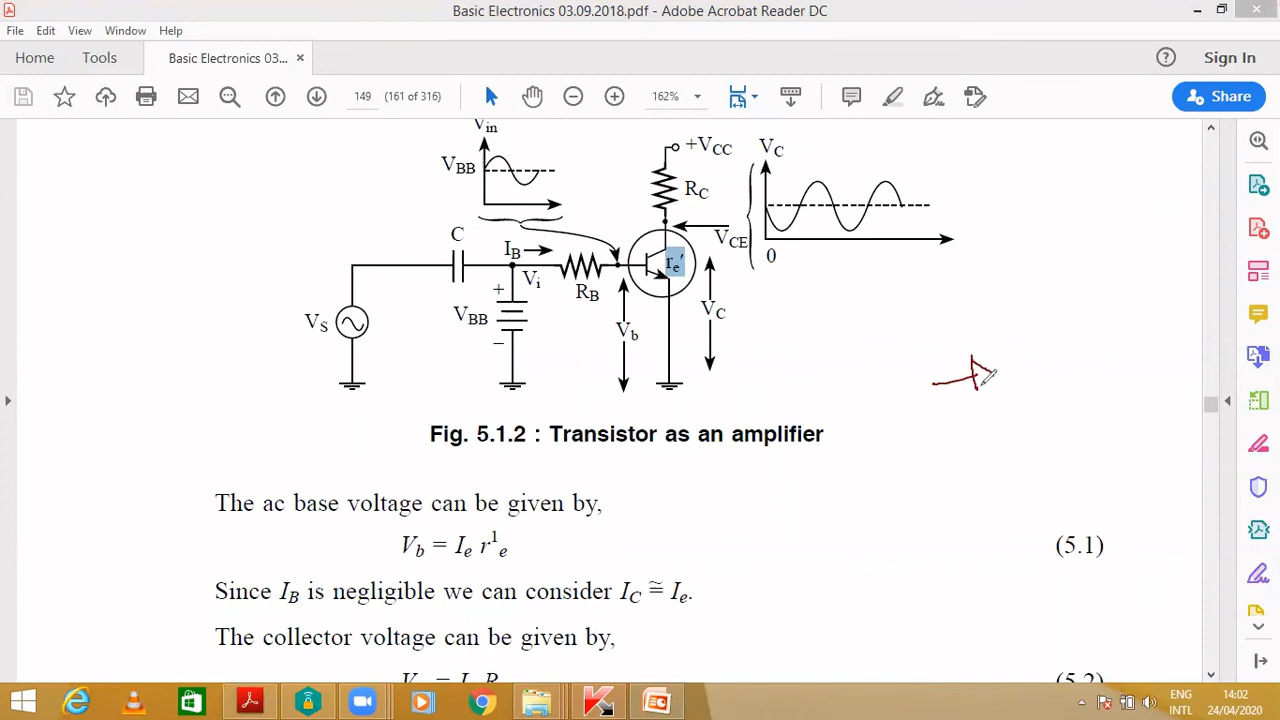 Basic Electronics 03.09.2018.pdf - Adobe Acrobat Reader DC
File Edit View Window Help
Home Tools Basic Electronics 03... × Sign In
149 (161 of 316) 162% Share
Vin
VBB
+VCC
RC
VC
VCE
0
C
IB
Vi
RB
re′
VS
VBB
+
−
Vb
VC
Fig. 5.1.2 : Transistor as an amplifier
The ac base voltage can be given by,
Vb = Ie r¹e (5.1)
Since IB is negligible we can consider IC ≅ Ie.
The collector voltage can be given by,
ENG 14:02
INTL 24/04/2020